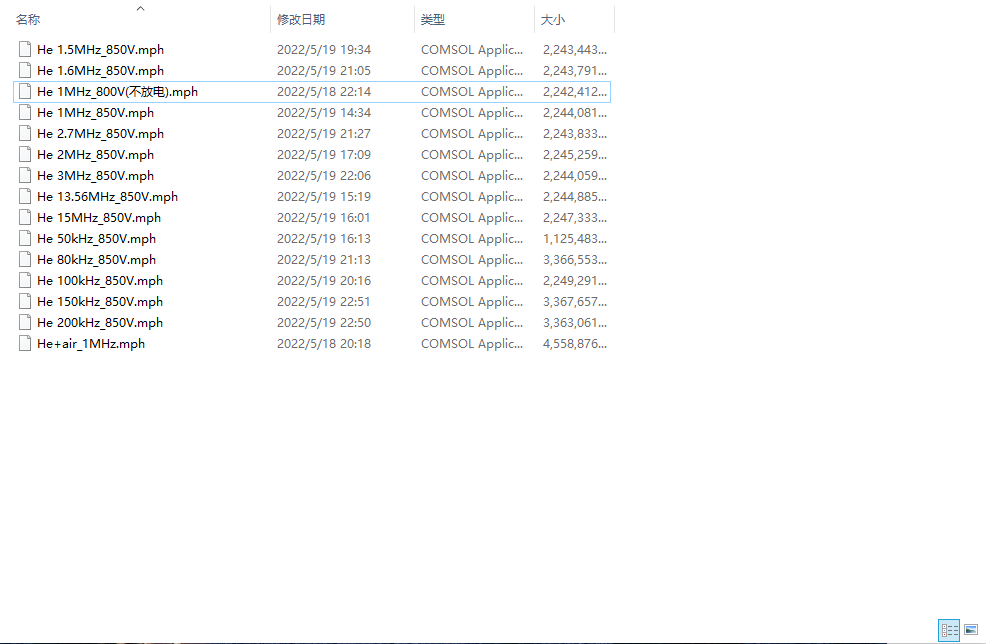 名称 修改日期 类型 大小
He 1.5MHz_850V.mph 2022/5/19 19:34 COMSOL Applic... 2,243,443...
He 1.6MHz_850V.mph 2022/5/19 21:05 COMSOL Applic... 2,243,791...
He 1MHz_800V(不放电).mph 2022/5/18 22:14 COMSOL Applic... 2,242,412...
He 1MHz_850V.mph 2022/5/19 14:34 COMSOL Applic... 2,244,081...
He 2.7MHz_850V.mph 2022/5/19 21:27 COMSOL Applic... 2,243,833...
He 2MHz_850V.mph 2022/5/19 17:09 COMSOL Applic... 2,245,259...
He 3MHz_850V.mph 2022/5/19 22:06 COMSOL Applic... 2,244,059...
He 13.56MHz_850V.mph 2022/5/19 15:19 COMSOL Applic... 2,244,885...
He 15MHz_850V.mph 2022/5/19 16:01 COMSOL Applic... 2,247,333...
He 50kHz_850V.mph 2022/5/19 16:13 COMSOL Applic... 1,125,483...
He 80kHz_850V.mph 2022/5/19 21:13 COMSOL Applic... 3,366,553...
He 100kHz_850V.mph 2022/5/19 20:16 COMSOL Applic... 2,249,291...
He 150kHz_850V.mph 2022/5/19 22:51 COMSOL Applic... 3,367,657...
He 200kHz_850V.mph 2022/5/19 22:50 COMSOL Applic... 3,363,061...
He+air_1MHz.mph 2022/5/18 20:18 COMSOL Applic... 4,558,876...